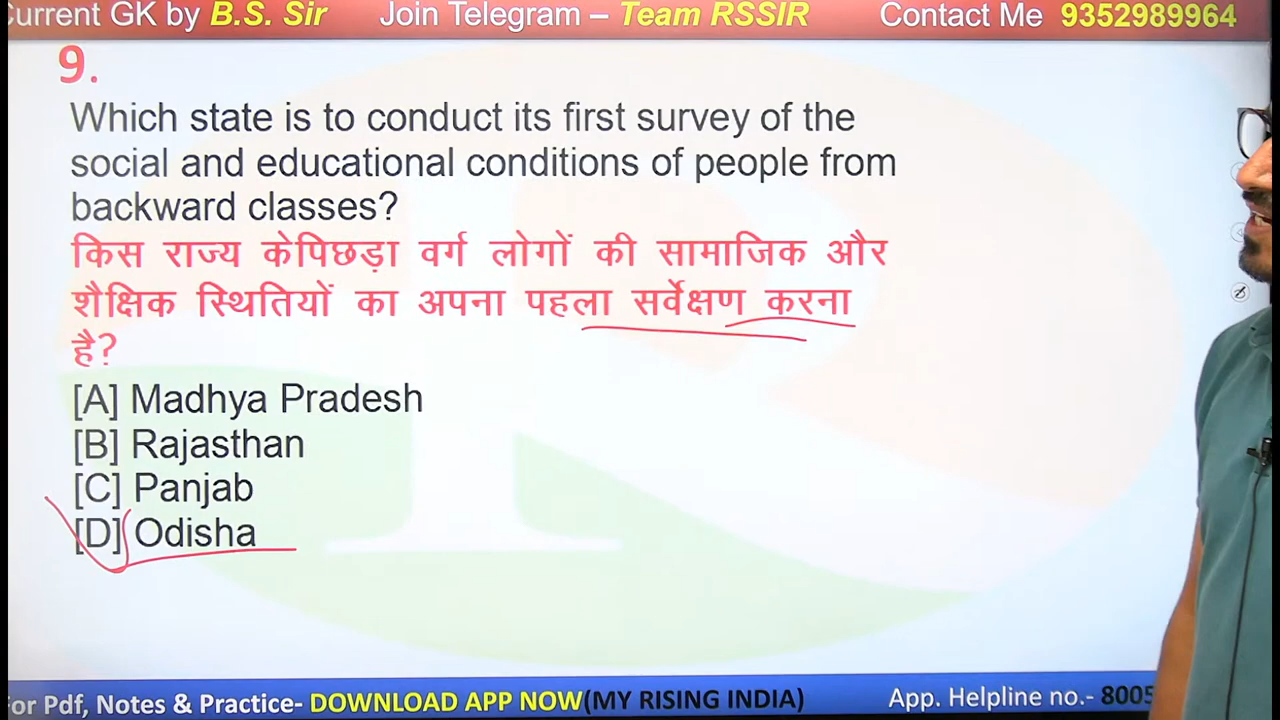 Current GK by B.S. Sir Join Telegram – Team RSSIR Contact Me 9352989964
9.
Which state is to conduct its first survey of the
social and educational conditions of people from
backward classes?
किस राज्य केपिछड़ा वर्ग लोगों की सामाजिक और
शैक्षिक स्थितियों का अपना पहला सर्वेक्षण करना
है?
[A] Madhya Pradesh
[B] Rajasthan
[C] Panjab
[D] Odisha
For Pdf, Notes & Practice- DOWNLOAD APP NOW(MY RISING INDIA) App. Helpline no.- 8005